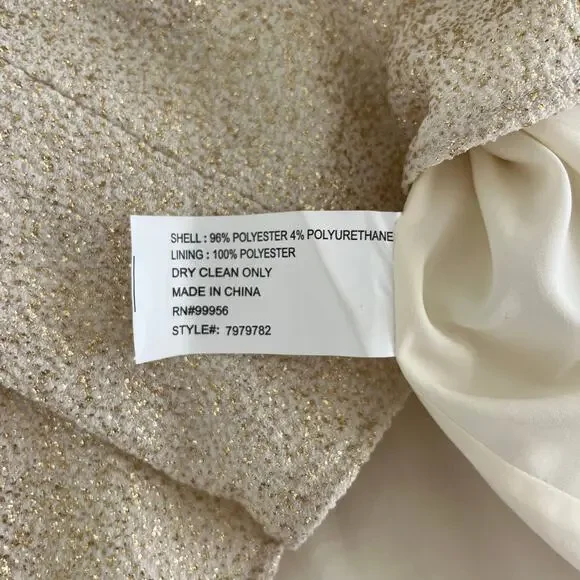 SHELL : 96% POLYESTER 4% POLYURETHANE
LINING : 100% POLYESTER
DRY CLEAN ONLY
MADE IN CHINA
RN#99956
STYLE#: 7979782